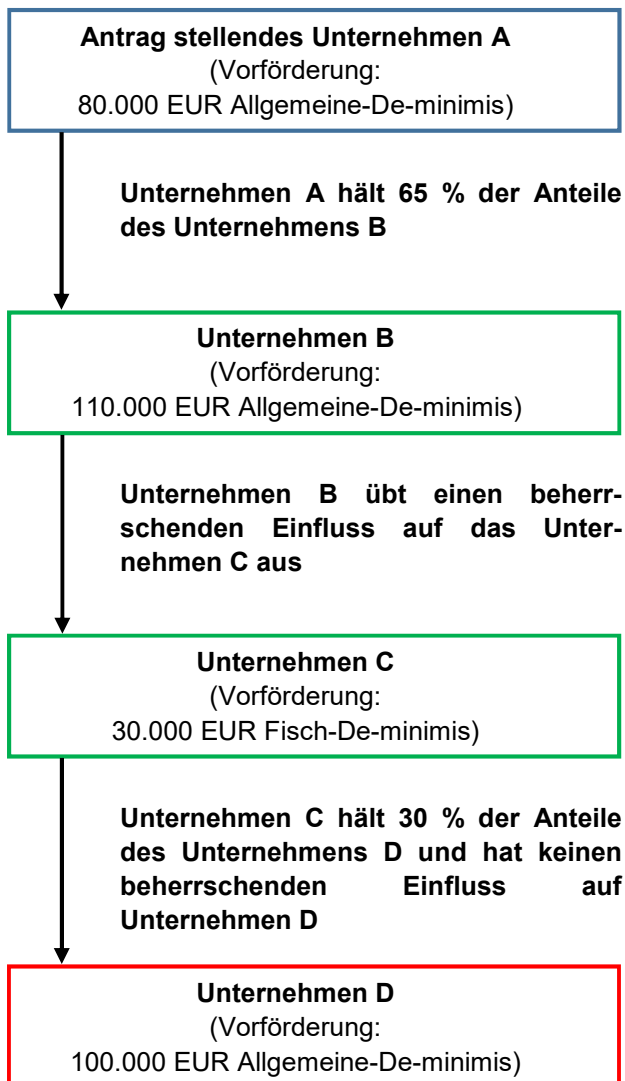 Antrag stellendes Unternehmen A
(Vorförderung:
80.000 EUR Allgemeine-De-minimis)
Unternehmen A hält 65 % der Anteile
des Unternehmens B
Unternehmen B
(Vorförderung:
110.000 EUR Allgemeine-De-minimis)
Unternehmen B übt einen beherr-
schenden Einfluss auf das Unter-
nehmen C aus
Unternehmen C
(Vorförderung:
30.000 EUR Fisch-De-minimis)
Unternehmen C hält 30 % der Anteile
des Unternehmens D und hat keinen
beherrschenden Einfluss auf
Unternehmen D
Unternehmen D
(Vorförderung:
100.000 EUR Allgemeine-De-minimis)